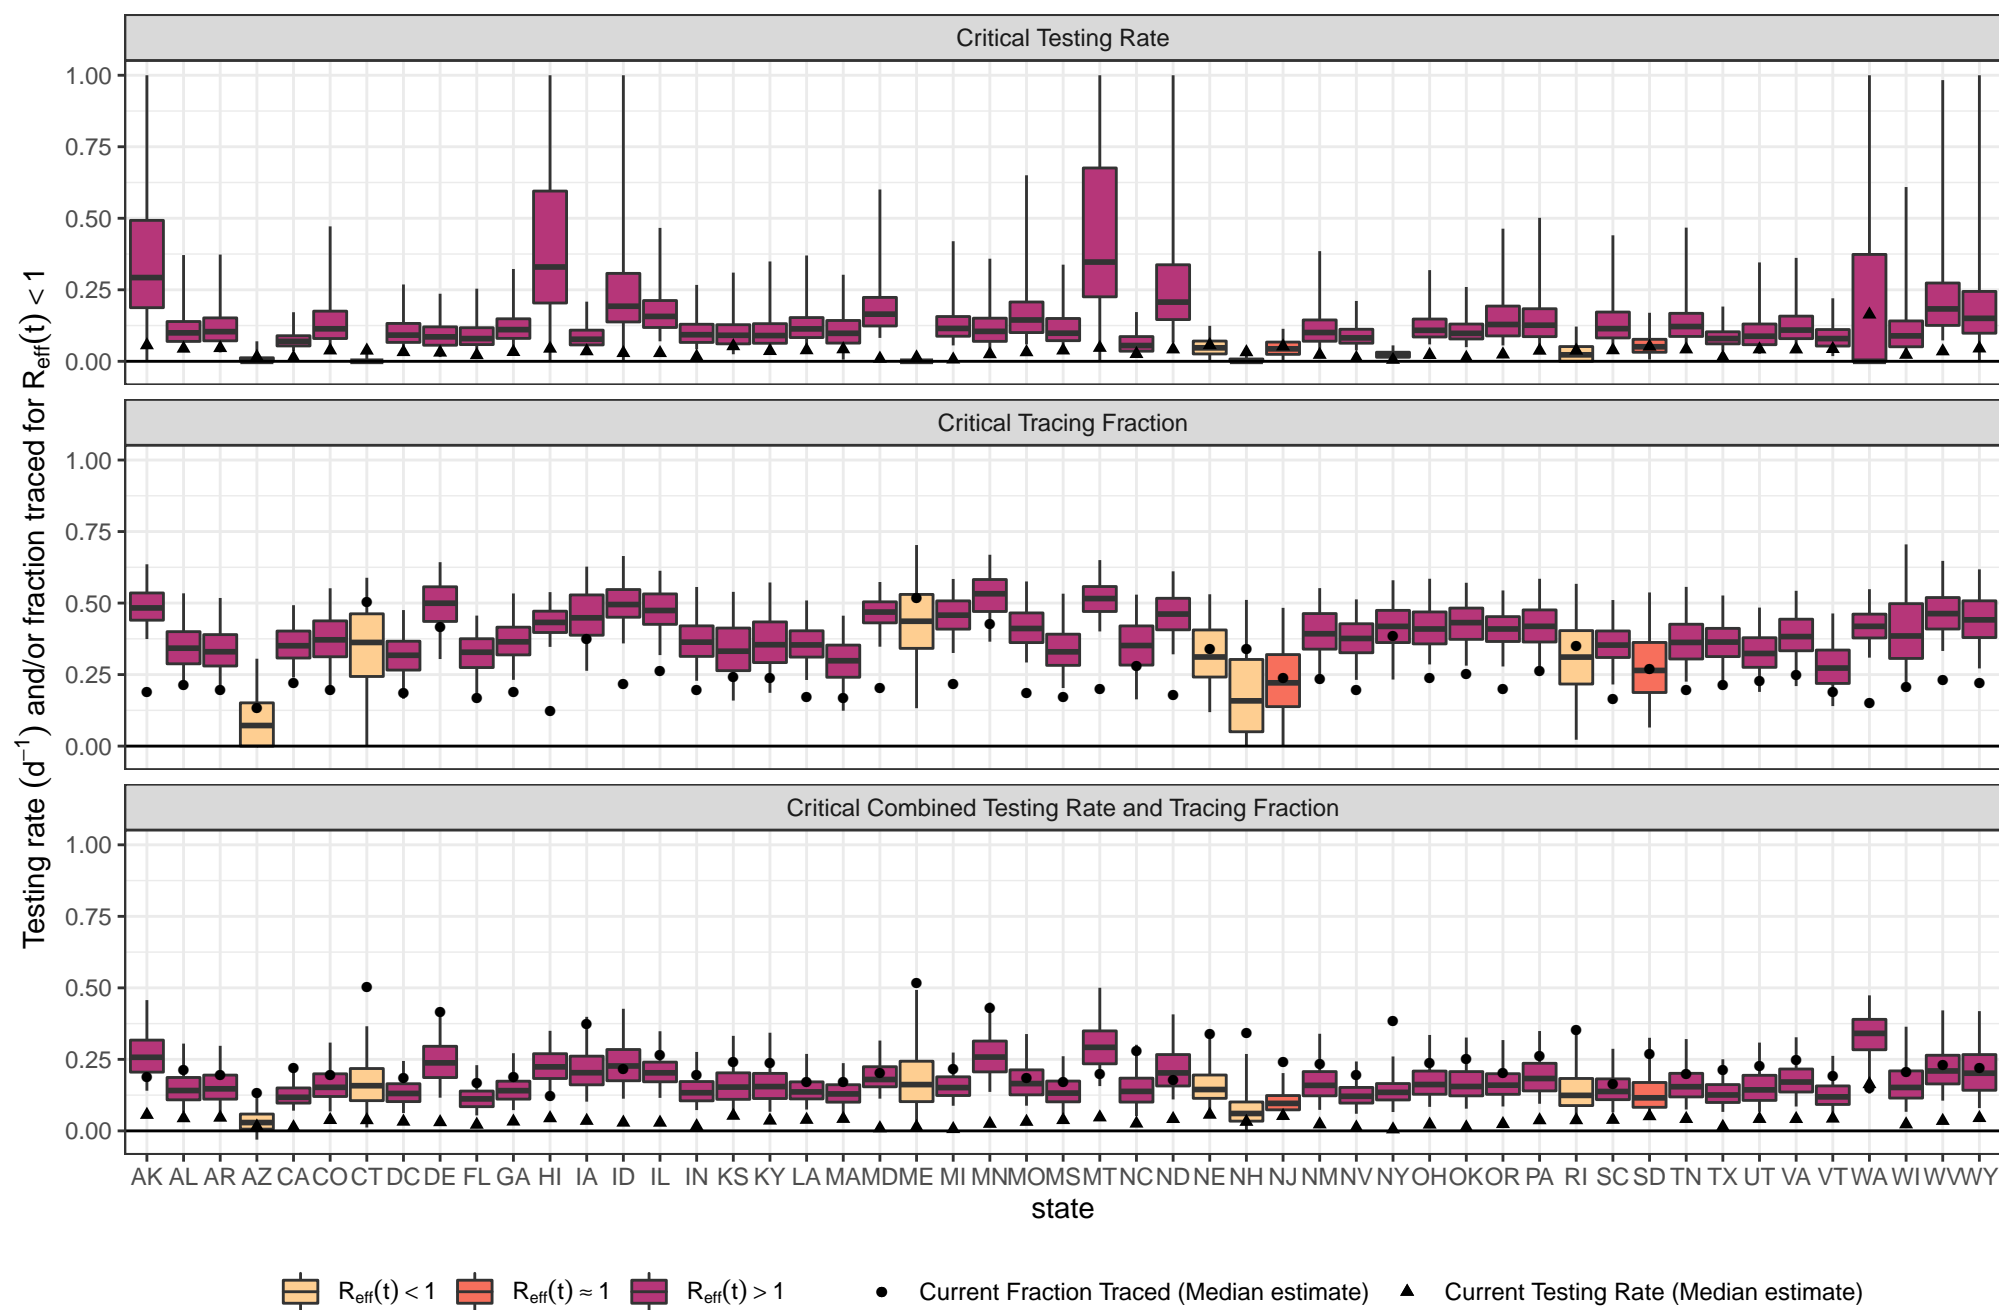 Critical Testing Rate
1.00
0.75
0.50
0.25
0.00
Critical Tracing Fraction
1.00
0.75
0.50
0.25
0.00
Critical Combined Testing Rate and Tracing Fraction
1.00
0.75
0.50
0.25
0.00
Testing rate (d⁻¹) and/or fraction traced for R_eff(t) < 1
AK AL AR AZ CA CO CT DC DE FL GA HI IA ID IL IN KS KY LA MA MD ME MI MN MO MS MT NC ND NE NH NJ NM NV NY OH OK OR PA RI SC SD TN TX UT VA VT WA WI WV WY
state
R_eff(t) < 1 R_eff(t) ≈ 1 R_eff(t) > 1 Current Fraction Traced (Median estimate) Current Testing Rate (Median estimate)